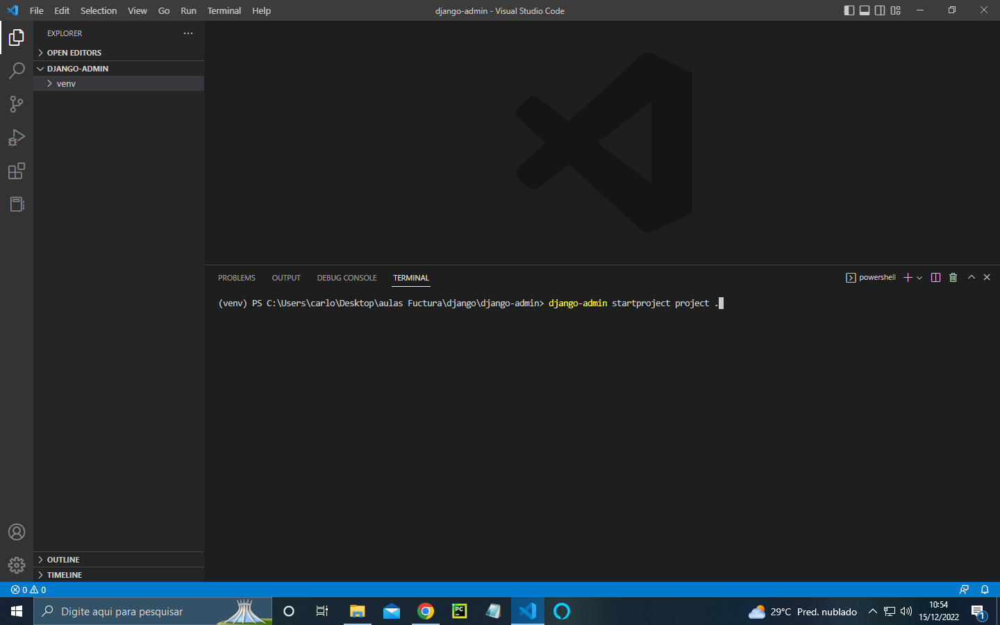 File Edit Selection View Go Run Terminal Help
django-admin - Visual Studio Code
EXPLORER
OPEN EDITORS
DJANGO-ADMIN
venv
PROBLEMS OUTPUT DEBUG CONSOLE TERMINAL
powershell
(venv) PS C:\Users\carlo\Desktop\aulas Fuctura\django\django-admin> django-admin startproject project .
OUTLINE
TIMELINE
0 0
Digite aqui para pesquisar
PC
29°C Pred. nublado
10:54
15/12/2022
1